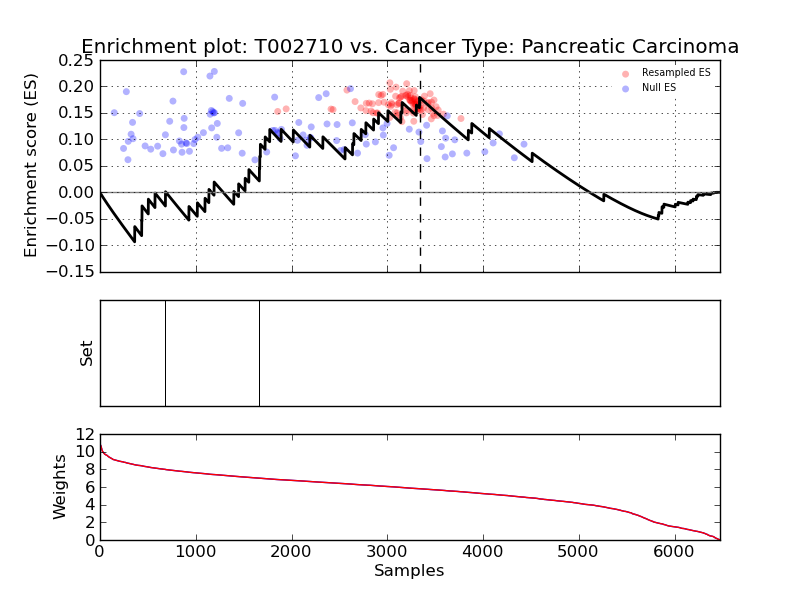 Enrichment plot: T002710 vs. Cancer Type: Pancreatic Carcinoma
Enrichment score (ES)
0.25
0.20
0.15
0.10
0.05
0.00
−0.05
−0.10
−0.15
Resampled ES
Null ES
Set
Weights
12
10
8
6
4
2
0
0 1000 2000 3000 4000 5000 6000
Samples